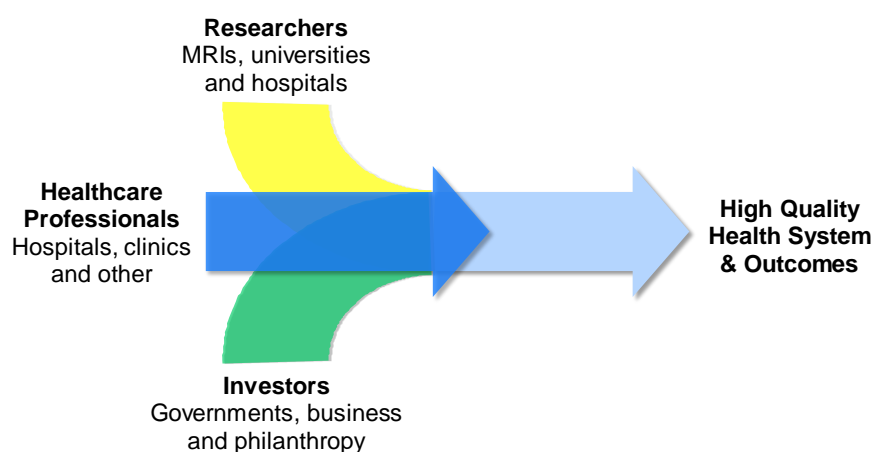 Researchers
MRIs, universities
and hospitals
Healthcare
Professionals
Hospitals, clinics
and other
High Quality
Health System
& Outcomes
Investors
Governments, business
and philanthropy